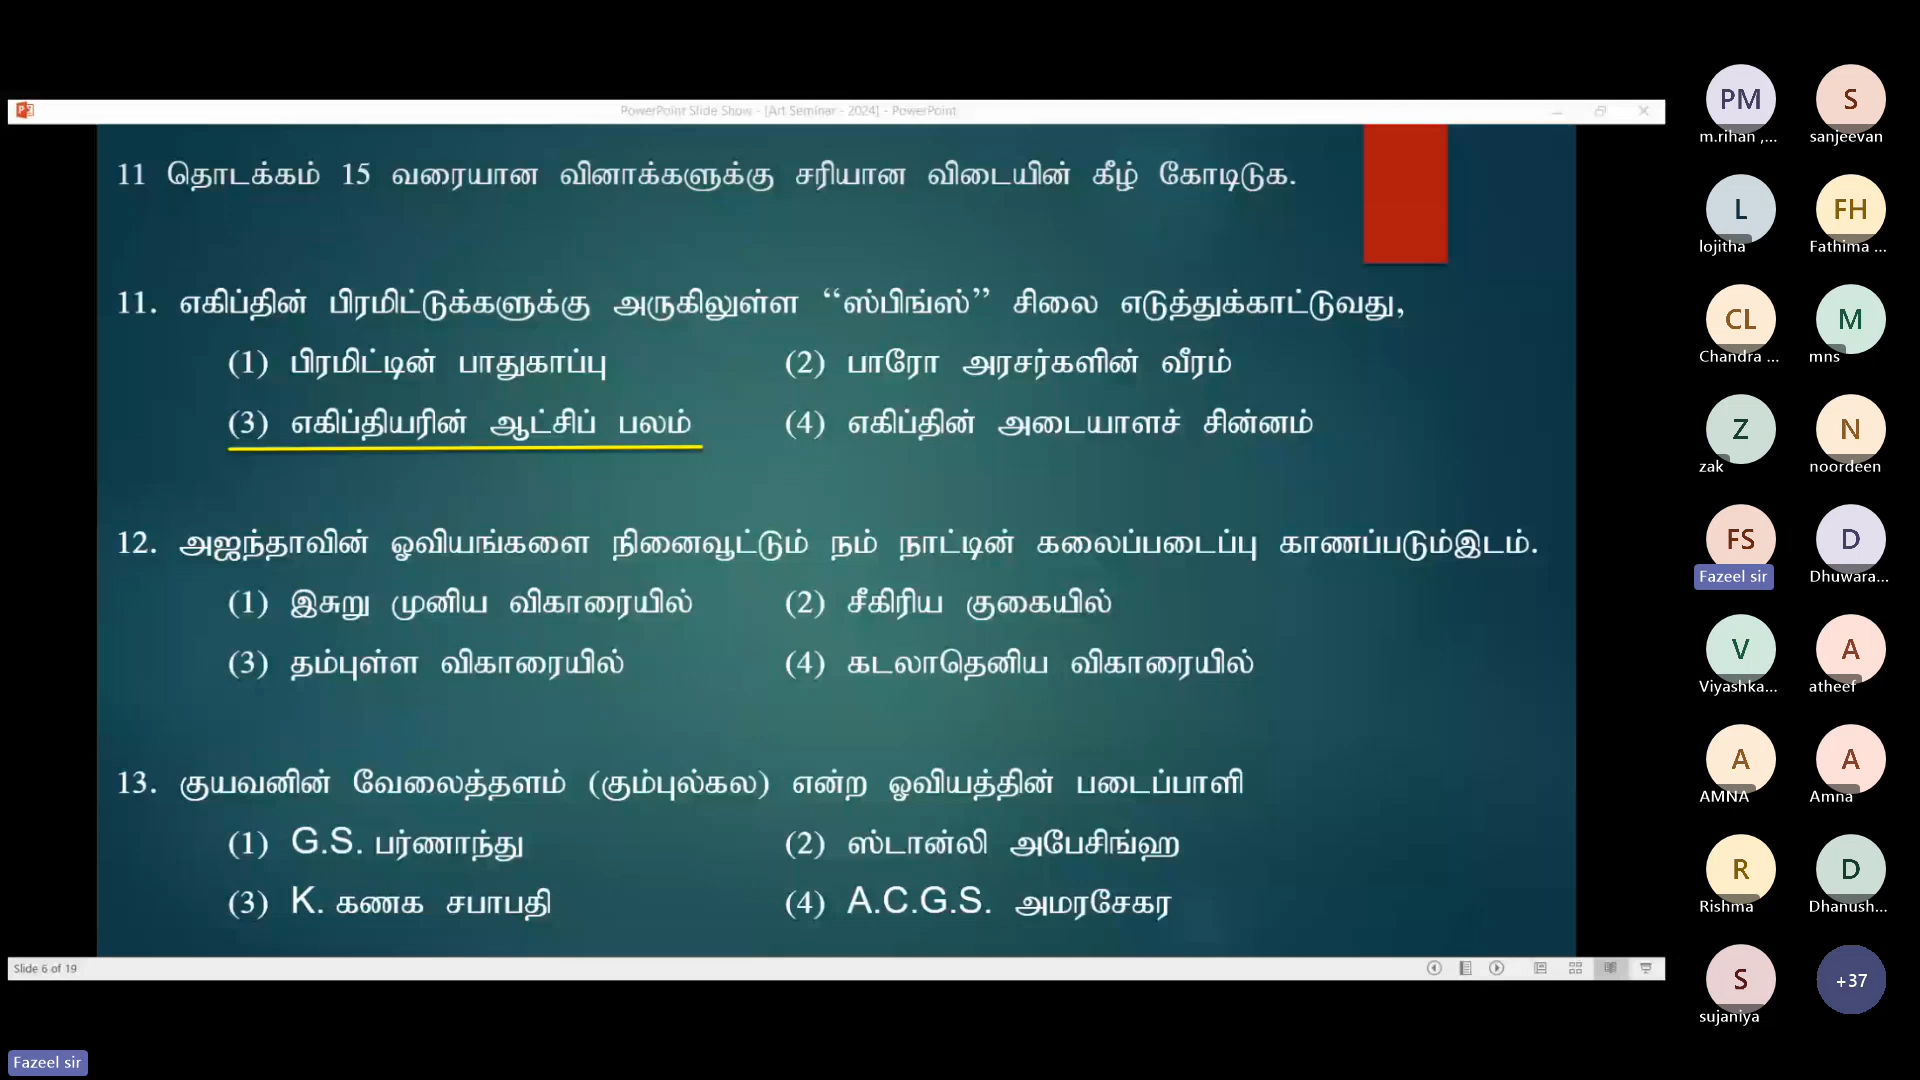 PowerPoint Slide Show - [Art Seminar - 2024] - PowerPoint
11 தொடக்கம் 15 வரையான வினாக்களுக்கு சரியான விடையின் கீழ் கோடிடுக.
11. எகிப்தின் பிரமிட்டுக்களுக்கு அருகிலுள்ள “ஸ்பிங்ஸ்” சிலை எடுத்துக்காட்டுவது,
(1) பிரமிட்டின் பாதுகாப்பு (2) பாரோ அரசர்களின் வீரம்
(3) எகிப்தியரின் ஆட்சிப் பலம் (4) எகிப்தின் அடையாளச் சின்னம்
12. அஜந்தாவின் ஓவியங்களை நினைவூட்டும் நம் நாட்டின் கலைப்படைப்பு காணப்படும்இடம்.
(1) இசுறு முனிய விகாரையில் (2) சீகிரிய குகையில்
(3) தம்புள்ள விகாரையில் (4) கடலாதெனிய விகாரையில்
13. குயவனின் வேலைத்தளம் (கும்புல்கல) என்ற ஓவியத்தின் படைப்பாளி
(1) G.S. பர்ணாந்து (2) ஸ்டான்லி அபேசிங்ஹ
(3) K. கணக சபாபதி (4) A.C.G.S. அமரசேகர
Slide 6 of 19
Fazeel sir
PM S
m.rihan ,... sanjeevan
L FH
lojitha Fathima ...
CL M
Chandra ... mns
Z N
zak noordeen
FS D
Fazeel sir Dhuwara...
V A
Viyashka... atheef
A A
AMNA Amna
R D
Rishma Dhanush...
S +37
sujaniya